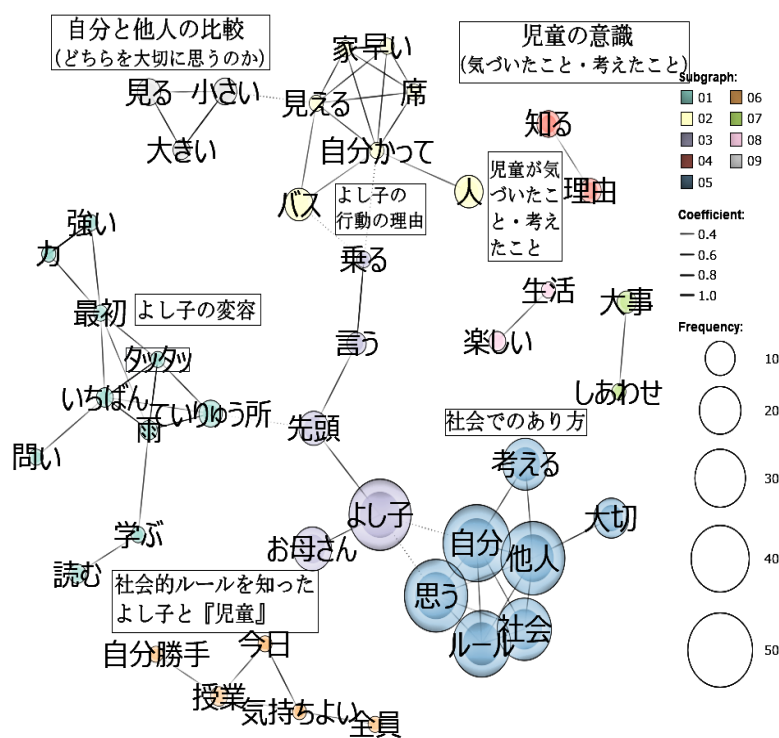 自分と他人の比較
(どちらを大切に思うのか)
家
早い
見る
小さい
見える
席
大きい
自分かって
児童の意識
(気づいたこと・考えたこと)
知る
理由
児童が気
づいたこ
と・考え
たこと
バス
よし子の
行動の理由
人
乗る
強い
力
最初
よし子の変容
言う
生活
楽しい
大事
しあわせ
タッタッ
いちばん
雨
ていりゅう所
先頭
問い
社会でのあり方
考える
大切
学ぶ
読む
よし子
お母さん
自分
他人
思う
ルール
社会
社会的ルールを知った
よし子と『児童』
今日
自分勝手
授業
気持ちよい
全員
Subgraph:
01
02
03
04
05
06
07
08
09
Coefficient:
0.4
0.6
0.8
1.0
Frequency:
10
20
30
40
50